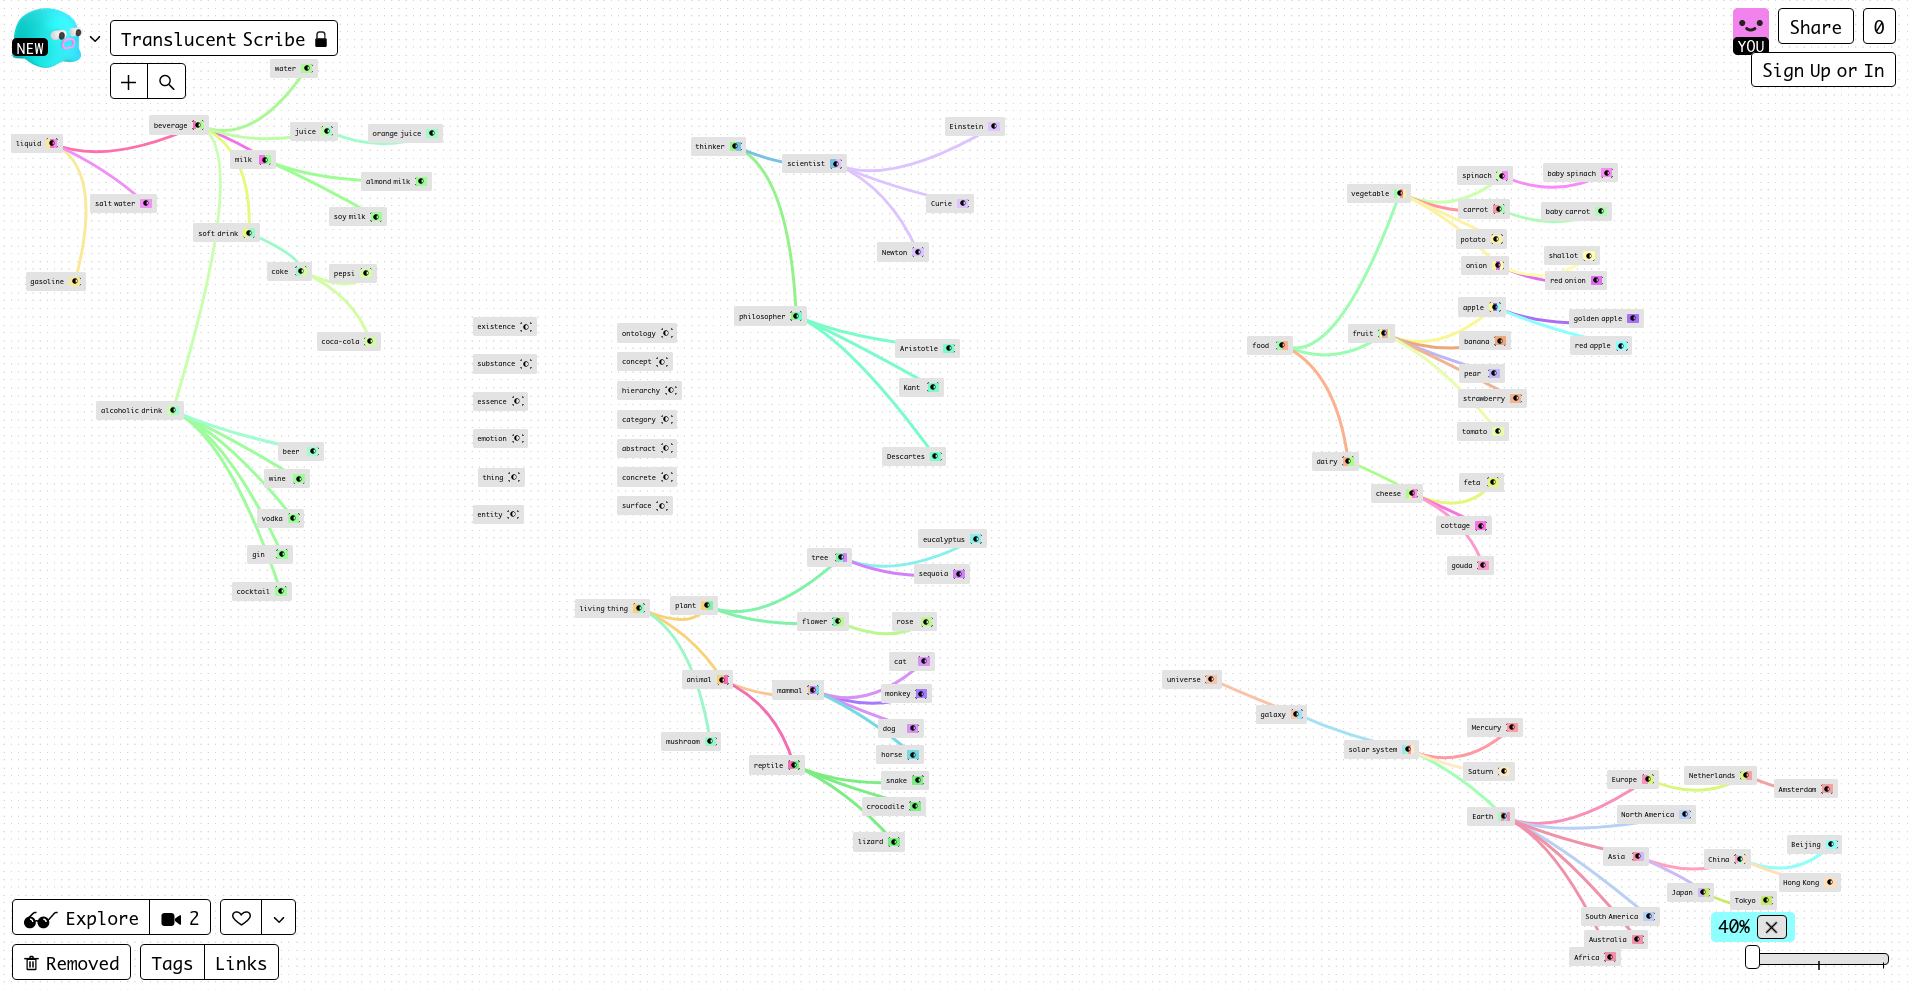 NEW
Translucent Scribe
YOU
Share
0
Sign Up or In
water
beverage
liquid
juice
orange juice
milk
almond milk
salt water
soy milk
soft drink
coke
pepsi
gasoline
coca-cola
alcoholic drink
beer
wine
vodka
gin
cocktail
existence
substance
essence
emotion
thing
entity
ontology
concept
hierarchy
category
abstract
concrete
surface
thinker
scientist
Einstein
Curie
Newton
philosopher
Aristotle
Kant
Descartes
living thing
plant
tree
eucalyptus
sequoia
flower
rose
animal
mammal
cat
monkey
dog
horse
mushroom
reptile
snake
crocodile
lizard
food
vegetable
spinach
baby spinach
carrot
baby carrot
potato
onion
shallot
red onion
fruit
apple
golden apple
red apple
banana
pear
strawberry
tomato
dairy
cheese
feta
cottage
gouda
universe
galaxy
solar system
Mercury
Saturn
Earth
Europe
Netherlands
Amsterdam
North America
Asia
China
Beijing
Hong Kong
Japan
Tokyo
South America
Australia
Africa
Explore
2
Removed
Tags
Links
40%